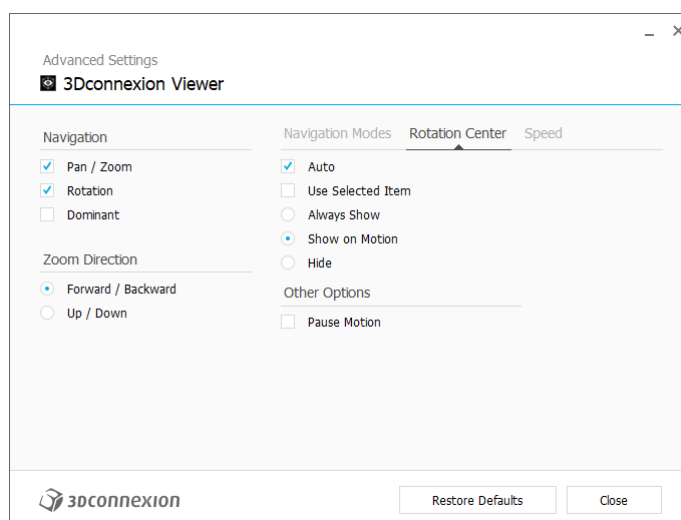 Advanced Settings
3Dconnexion Viewer
Navigation
Pan / Zoom
Rotation
Dominant
Zoom Direction
Forward / Backward
Up / Down
Navigation Modes Rotation Center Speed
Auto
Use Selected Item
Always Show
Show on Motion
Hide
Other Options
Pause Motion
3Dconnexion
Restore Defaults Close